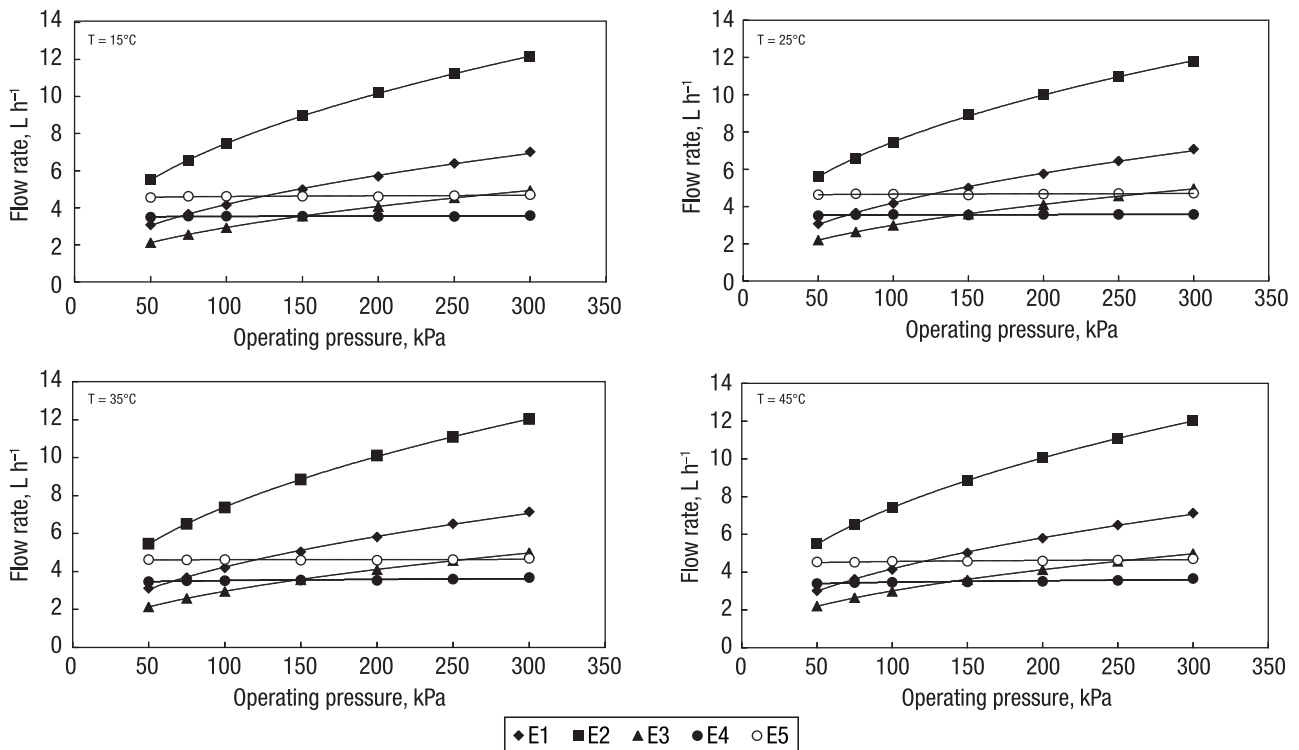 T = 15°C
Flow rate, L h⁻¹
14
12
10
8
6
4
2
0
0 50 100 150 200 250 300 350
Operating pressure, kPa
T = 25°C
Flow rate, L h⁻¹
14
12
10
8
6
4
2
0
0 50 100 150 200 250 300 350
Operating pressure, kPa
T = 35°C
Flow rate, L h⁻¹
14
12
10
8
6
4
2
0
0 50 100 150 200 250 300 350
Operating pressure, kPa
T = 45°C
Flow rate, L h⁻¹
14
12
10
8
6
4
2
0
0 50 100 150 200 250 300 350
Operating pressure, kPa
E1 E2 E3 E4 E5